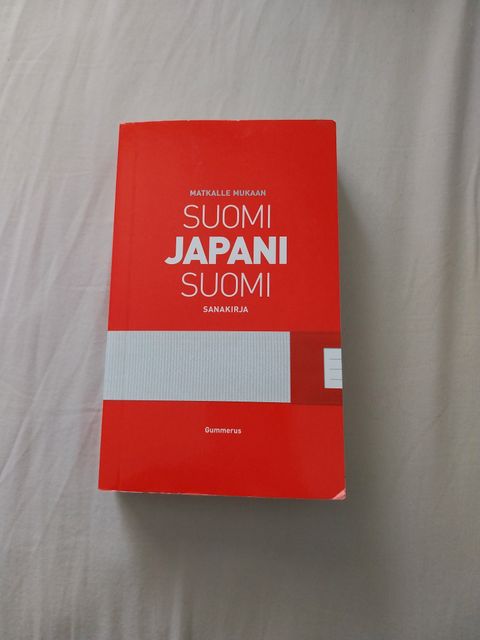 MATKALLE MUKAAN
SUOMI
JAPANI
SUOMI
SANAKIRJA
Gummerus